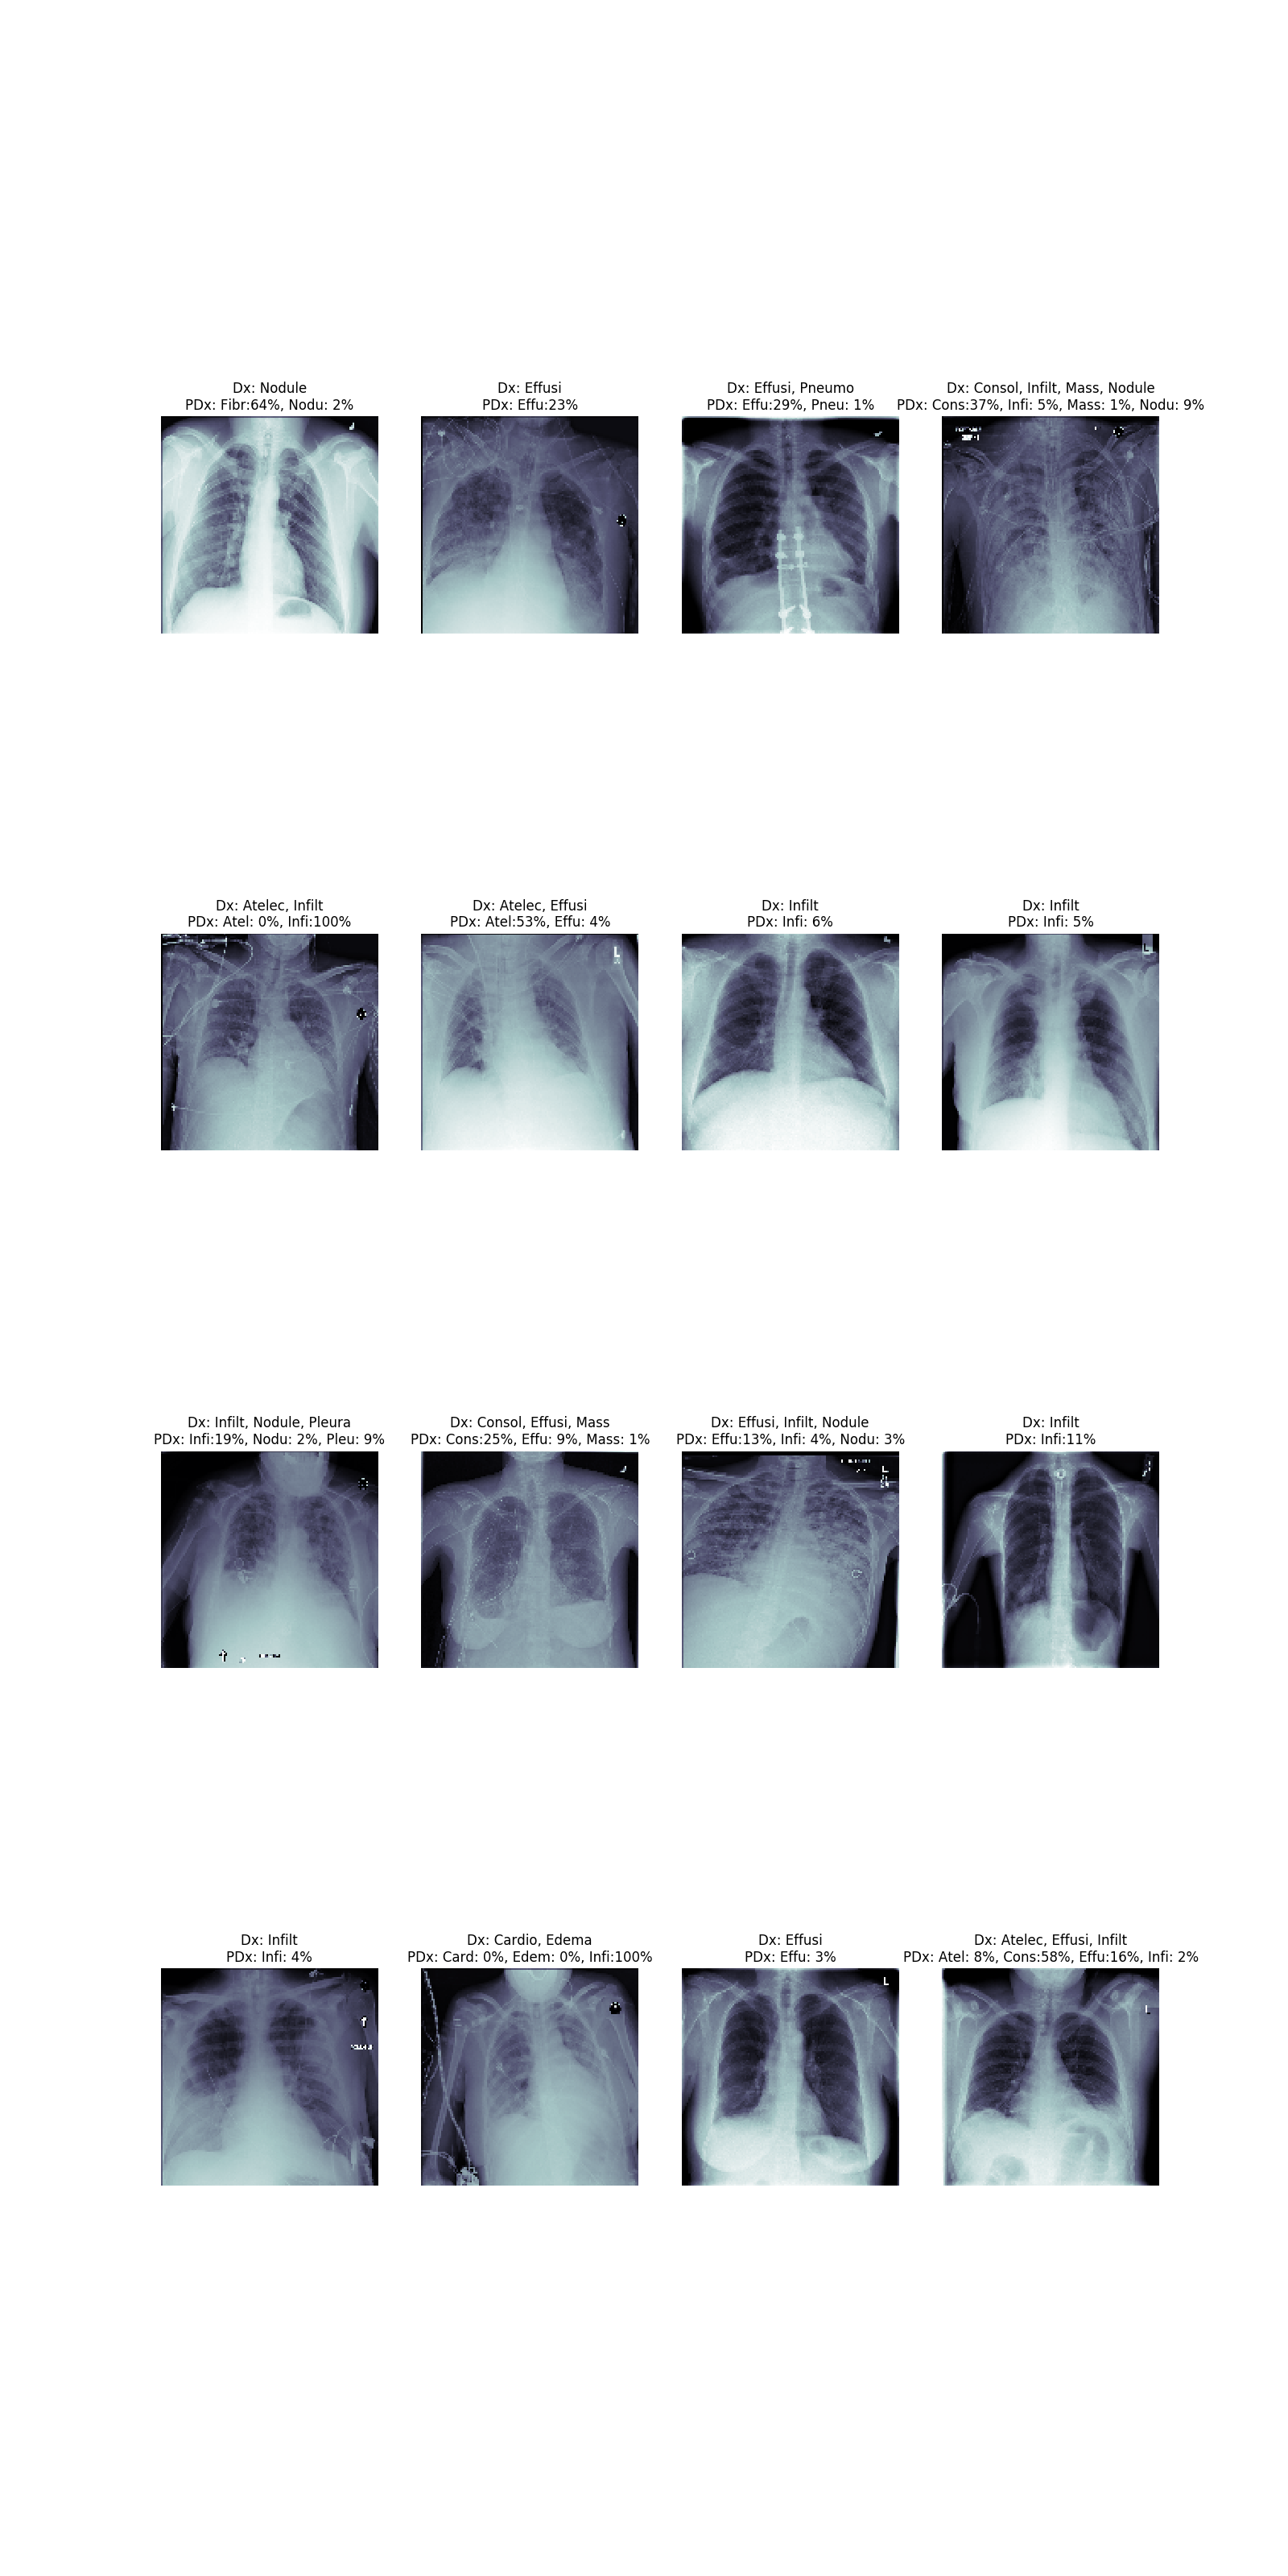 Dx: Nodule
PDx: Fibr:64%, Nodu: 2%
Dx: Effusi
PDx: Effu:23%
Dx: Effusi, Pneumo
PDx: Effu:29%, Pneu: 1%
Dx: Consol, Infilt, Mass, Nodule
PDx: Cons:37%, Infi: 5%, Mass: 1%, Nodu: 9%
Dx: Atelec, Infilt
PDx: Atel: 0%, Infi:100%
Dx: Atelec, Effusi
PDx: Atel:53%, Effu: 4%
L
Dx: Infilt
PDx: Infi: 6%
Dx: Infilt
PDx: Infi: 5%
L
Dx: Infilt, Nodule, Pleura
PDx: Infi:19%, Nodu: 2%, Pleu: 9%
Dx: Consol, Effusi, Mass
PDx: Cons:25%, Effu: 9%, Mass: 1%
Dx: Effusi, Infilt, Nodule
PDx: Effu:13%, Infi: 4%, Nodu: 3%
L
Dx: Infilt
PDx: Infi:11%
Dx: Infilt
PDx: Infi: 4%
Dx: Cardio, Edema
PDx: Card: 0%, Edem: 0%, Infi:100%
Dx: Effusi
PDx: Effu: 3%
L
Dx: Atelec, Effusi, Infilt
PDx: Atel: 8%, Cons:58%, Effu:16%, Infi: 2%
L